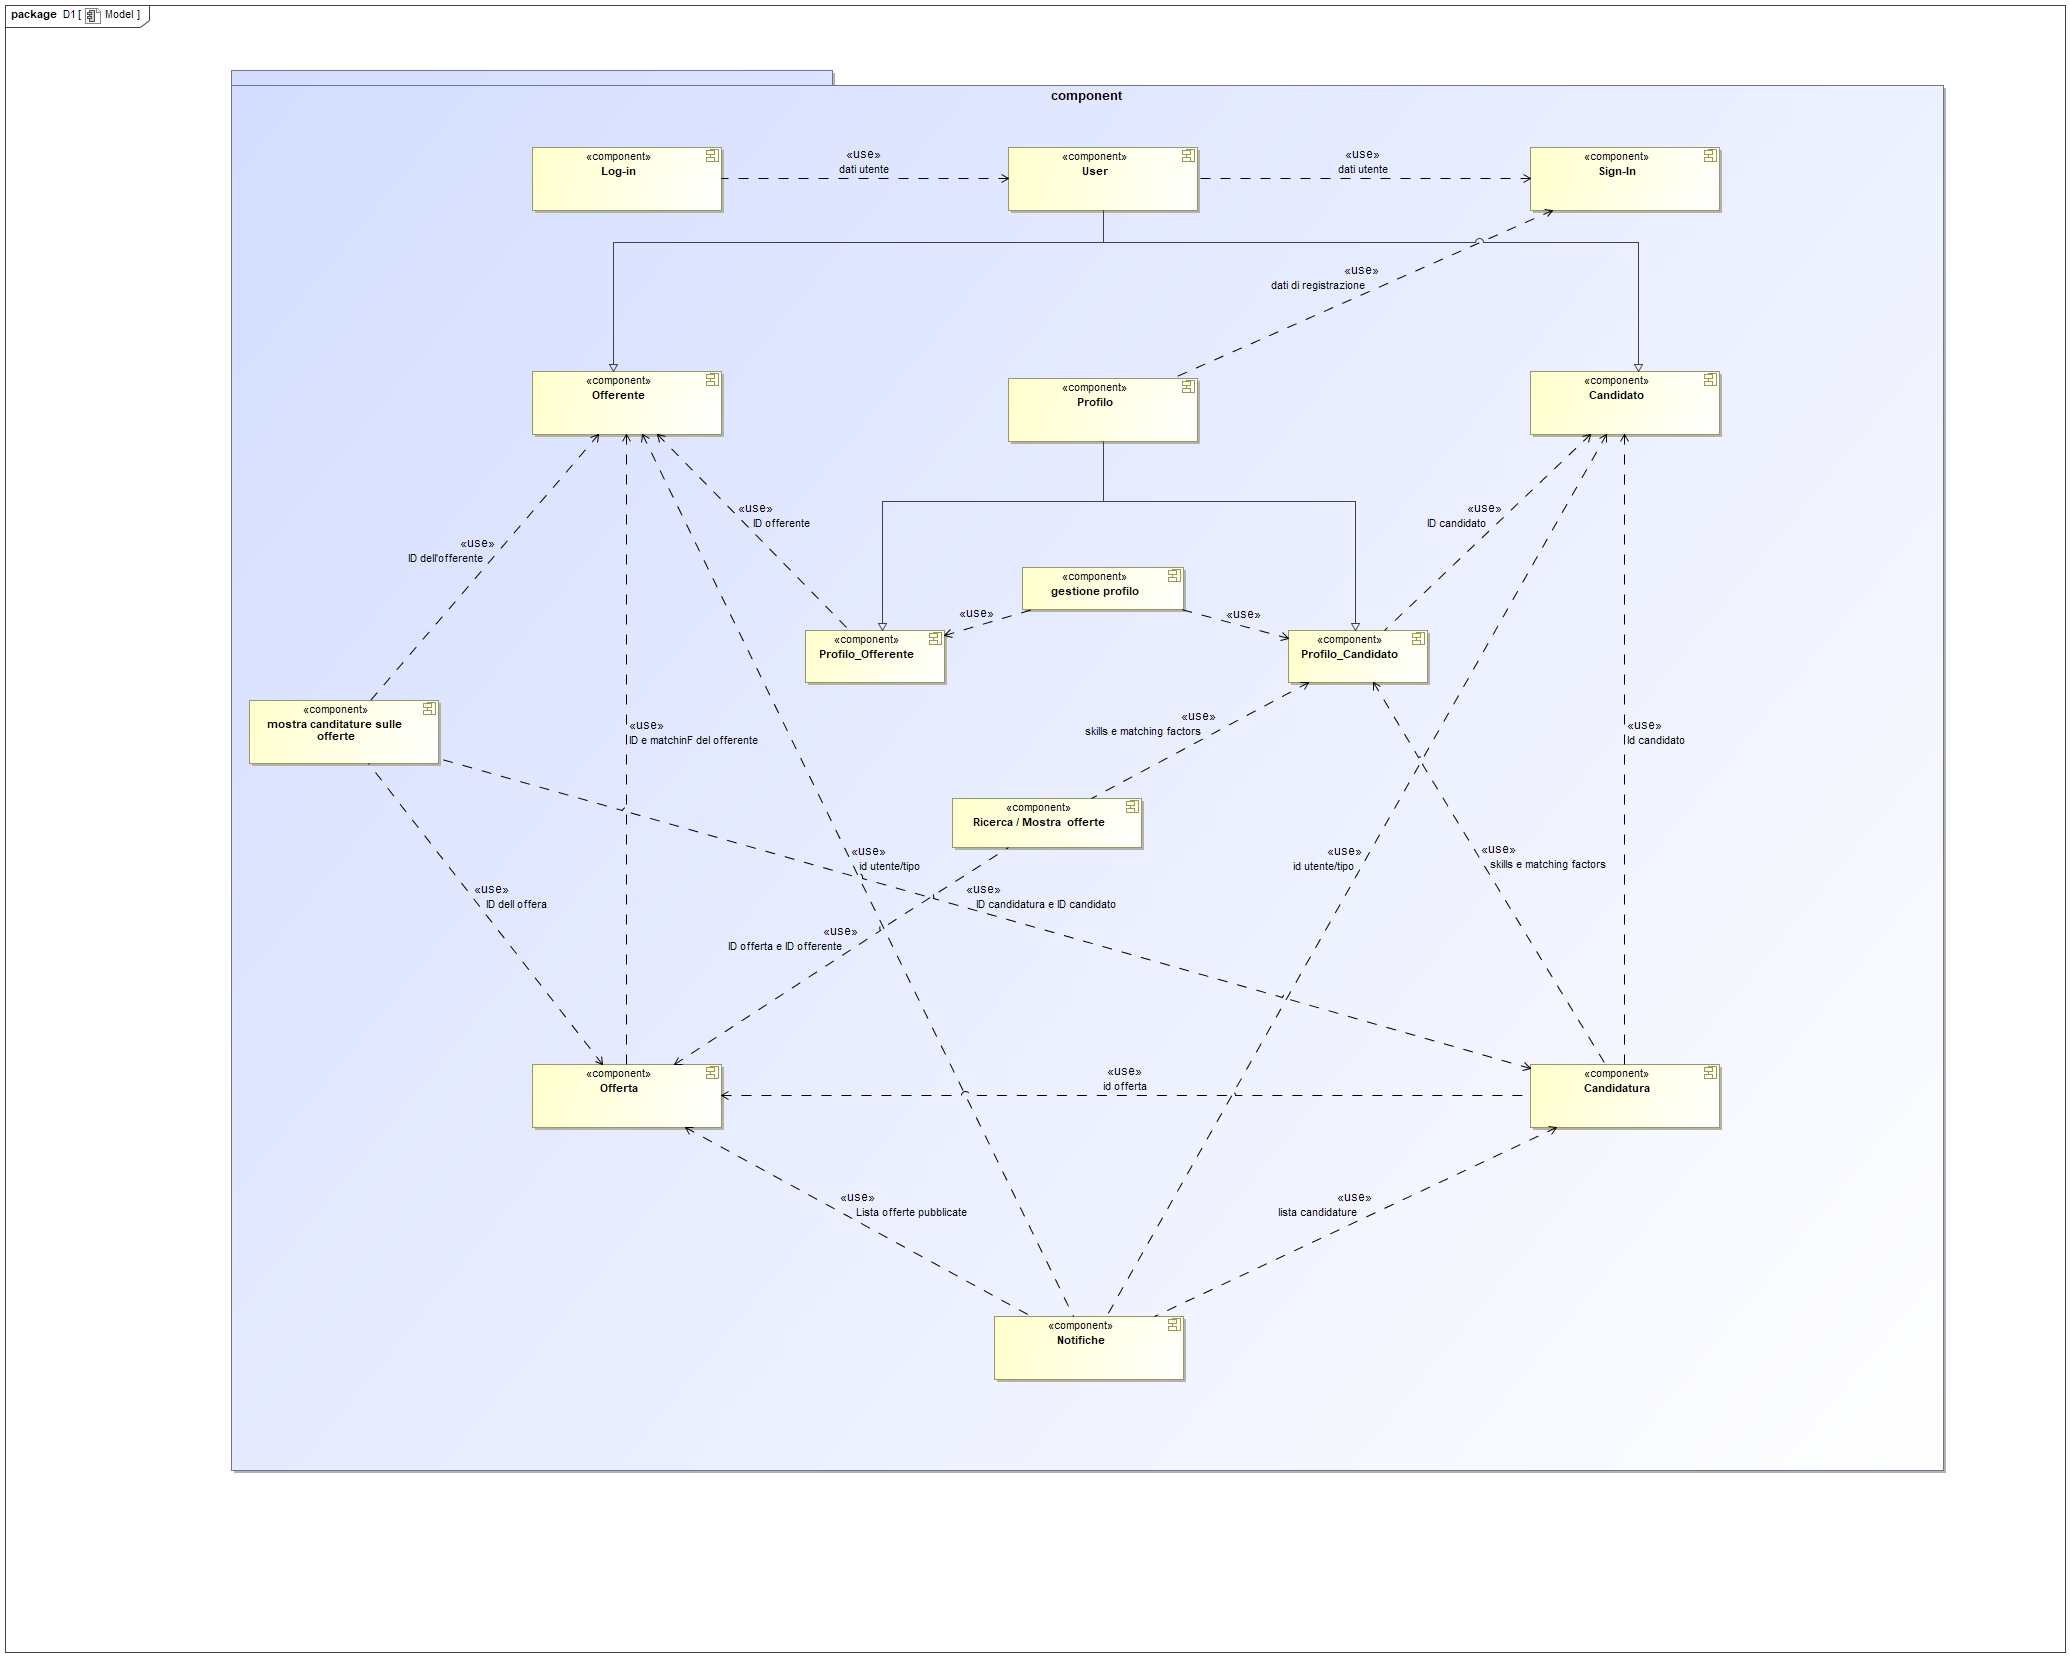 package D1 [ Model ]
component
«component»
Log-in
«use»
dati utente
«component»
User
«use»
dati utente
«component»
Sign-In
«use»
dati di registrazione
«component»
Offerente
«component»
Profilo
«component»
Candidato
«use»
ID offerente
«use»
ID candidato
«use»
ID dell'offerente
«component»
gestione profilo
«use»
«use»
«component»
Profilo_Offerente
«component»
Profilo_Candidato
«component»
mostra canditature sulle
offerte
«use»
ID e matchinF del offerente
«use»
skills e matching factors
«use»
Id candidato
«component»
Ricerca / Mostra  offerte
«use»
id utente/tipo
«use»
id utente/tipo
«use»
skills e matching factors
«use»
ID dell offera
«use»
ID candidatura e ID candidato
«use»
ID offerta e ID offerente
«component»
Offerta
«use»
id offerta
«component»
Candidatura
«use»
Lista offerte pubblicate
«use»
lista candidature
«component»
Notifiche